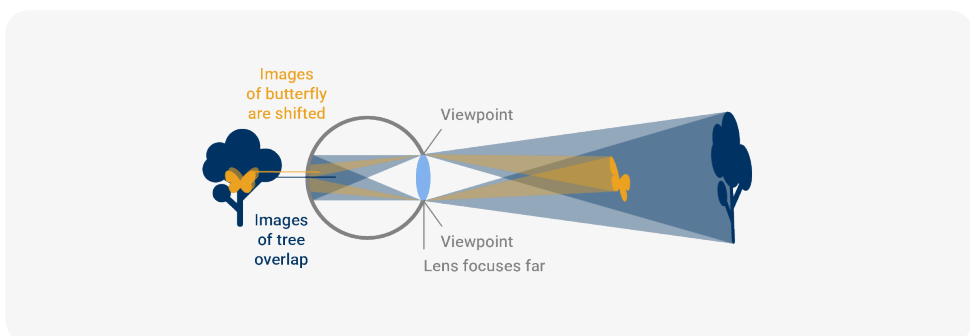 Images
of butterfly
are shifted
Viewpoint
Images
of tree
overlap
Viewpoint
Lens focuses far